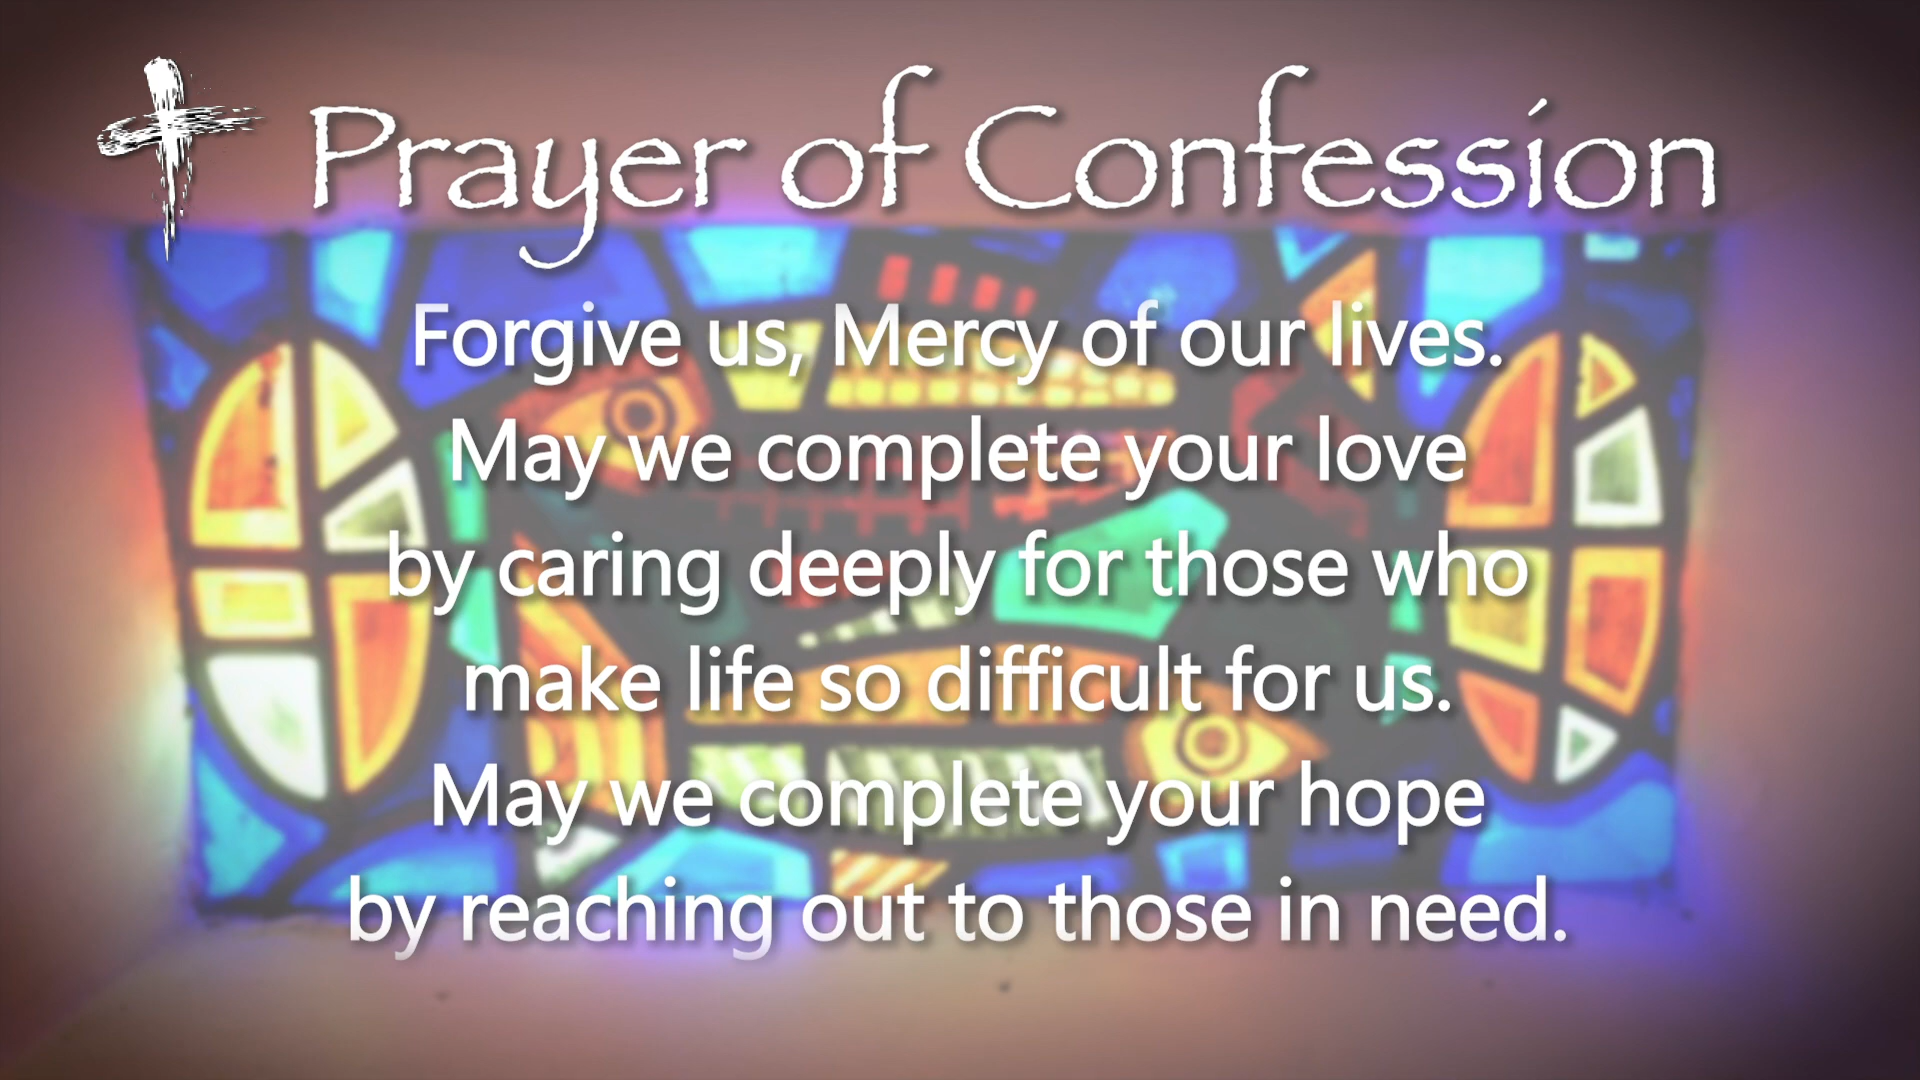 Prayer of Confession
Forgive us, Mercy of our lives.
May we complete your love
by caring deeply for those who
make life so difficult for us.
May we complete your hope
by reaching out to those in need.